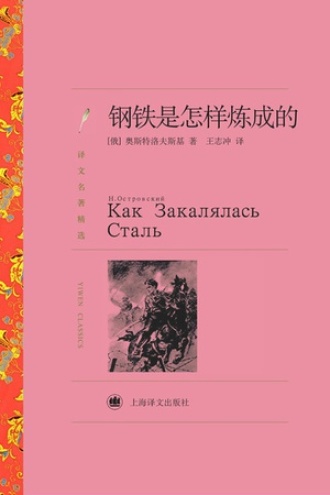 钢铁是怎样炼成的
[俄] 奥斯特洛夫斯基 著 王志冲 译
译文名著精选
YIWEN CLASSICS
Н.Островский
Как Закалялась
Сталь
上海译文出版社